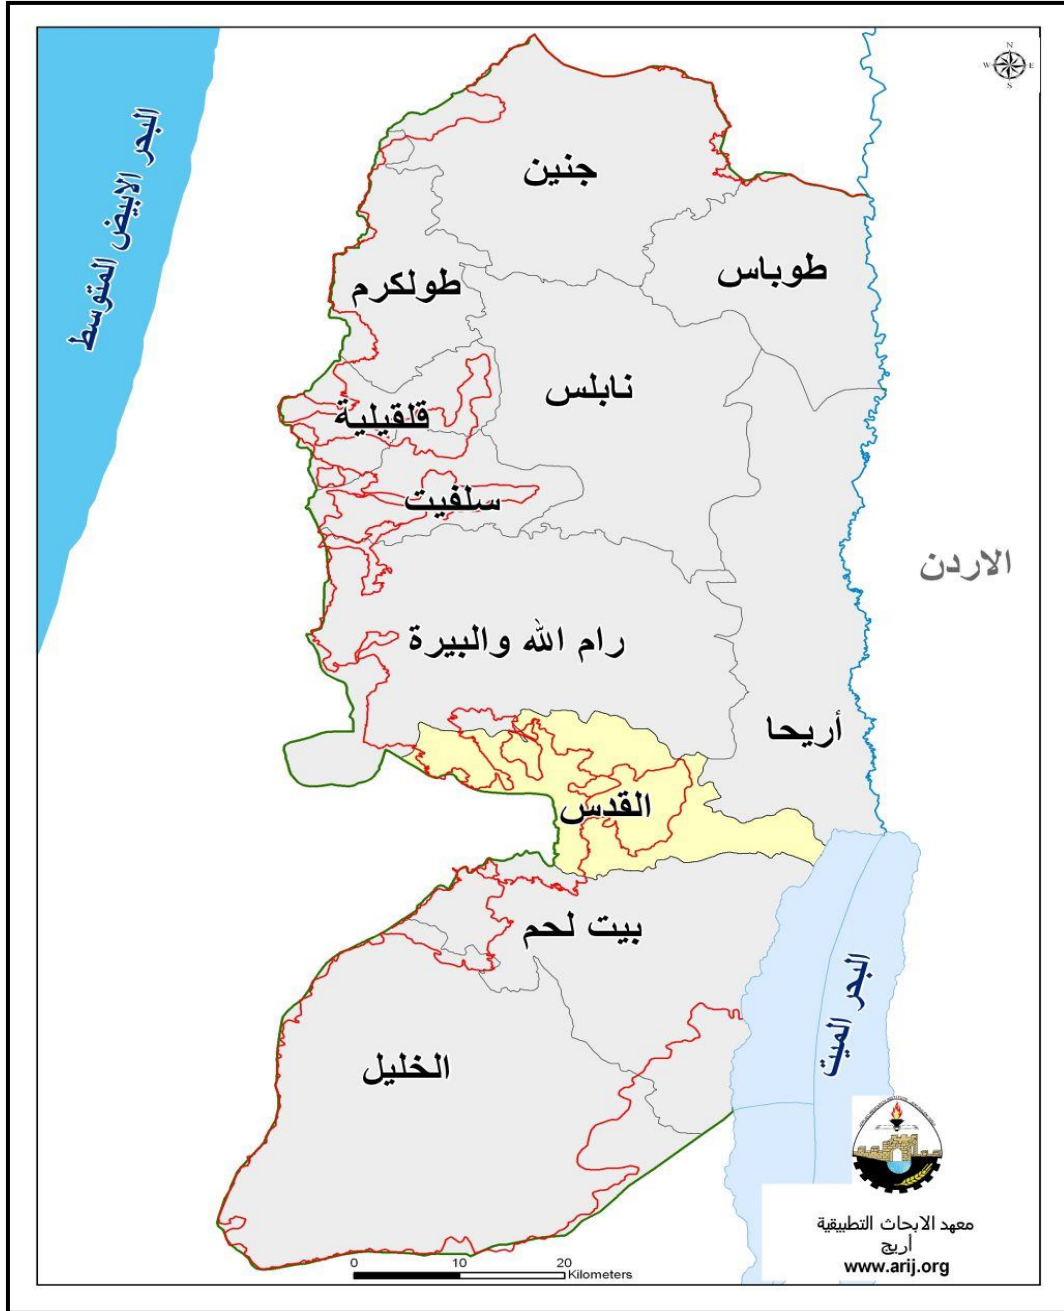 N
W E
S
البحر الابيض المتوسط
جنين
طوباس
طولكرم
نابلس
قلقيلية
سلفيت
الاردن
رام الله والبيرة
أريحا
القدس
بيت لحم
البحر الميت
الخليل
معهد الابحاث التطبيقية
أريج
www.arij.org
0 10 20
Kilometers